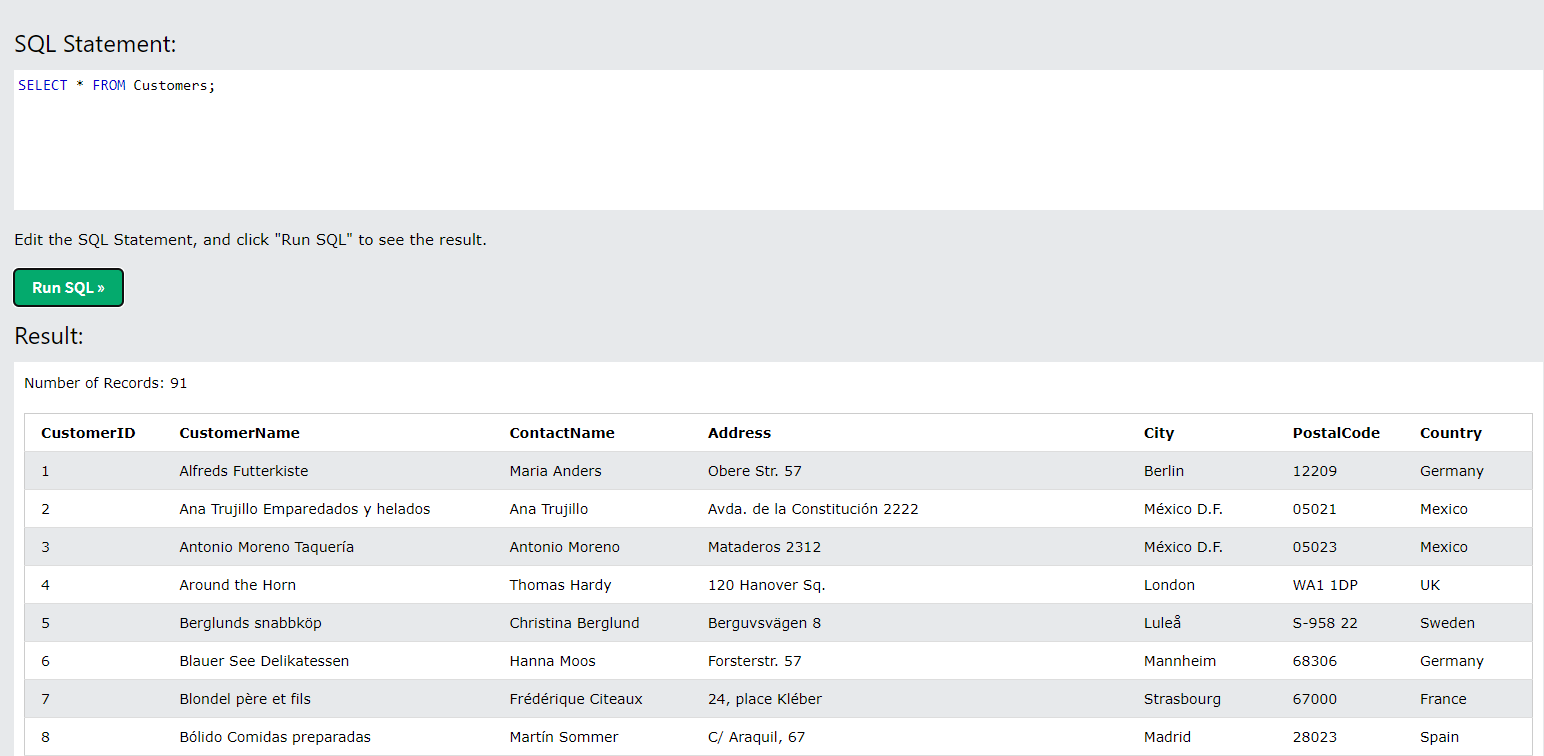 SQL Statement:
SELECT * FROM Customers;
Edit the SQL Statement, and click "Run SQL" to see the result.
Run SQL »
Result:
Number of Records: 91
CustomerID CustomerName ContactName Address City PostalCode Country
1 Alfreds Futterkiste Maria Anders Obere Str. 57 Berlin 12209 Germany
2 Ana Trujillo Emparedados y helados Ana Trujillo Avda. de la Constitución 2222 México D.F. 05021 Mexico
3 Antonio Moreno Taquería Antonio Moreno Mataderos 2312 México D.F. 05023 Mexico
4 Around the Horn Thomas Hardy 120 Hanover Sq. London WA1 1DP UK
5 Berglunds snabbköp Christina Berglund Berguvsvägen 8 Luleå S-958 22 Sweden
6 Blauer See Delikatessen Hanna Moos Forsterstr. 57 Mannheim 68306 Germany
7 Blondel père et fils Frédérique Citeaux 24, place Kléber Strasbourg 67000 France
8 Bólido Comidas preparadas Martín Sommer C/ Araquil, 67 Madrid 28023 Spain